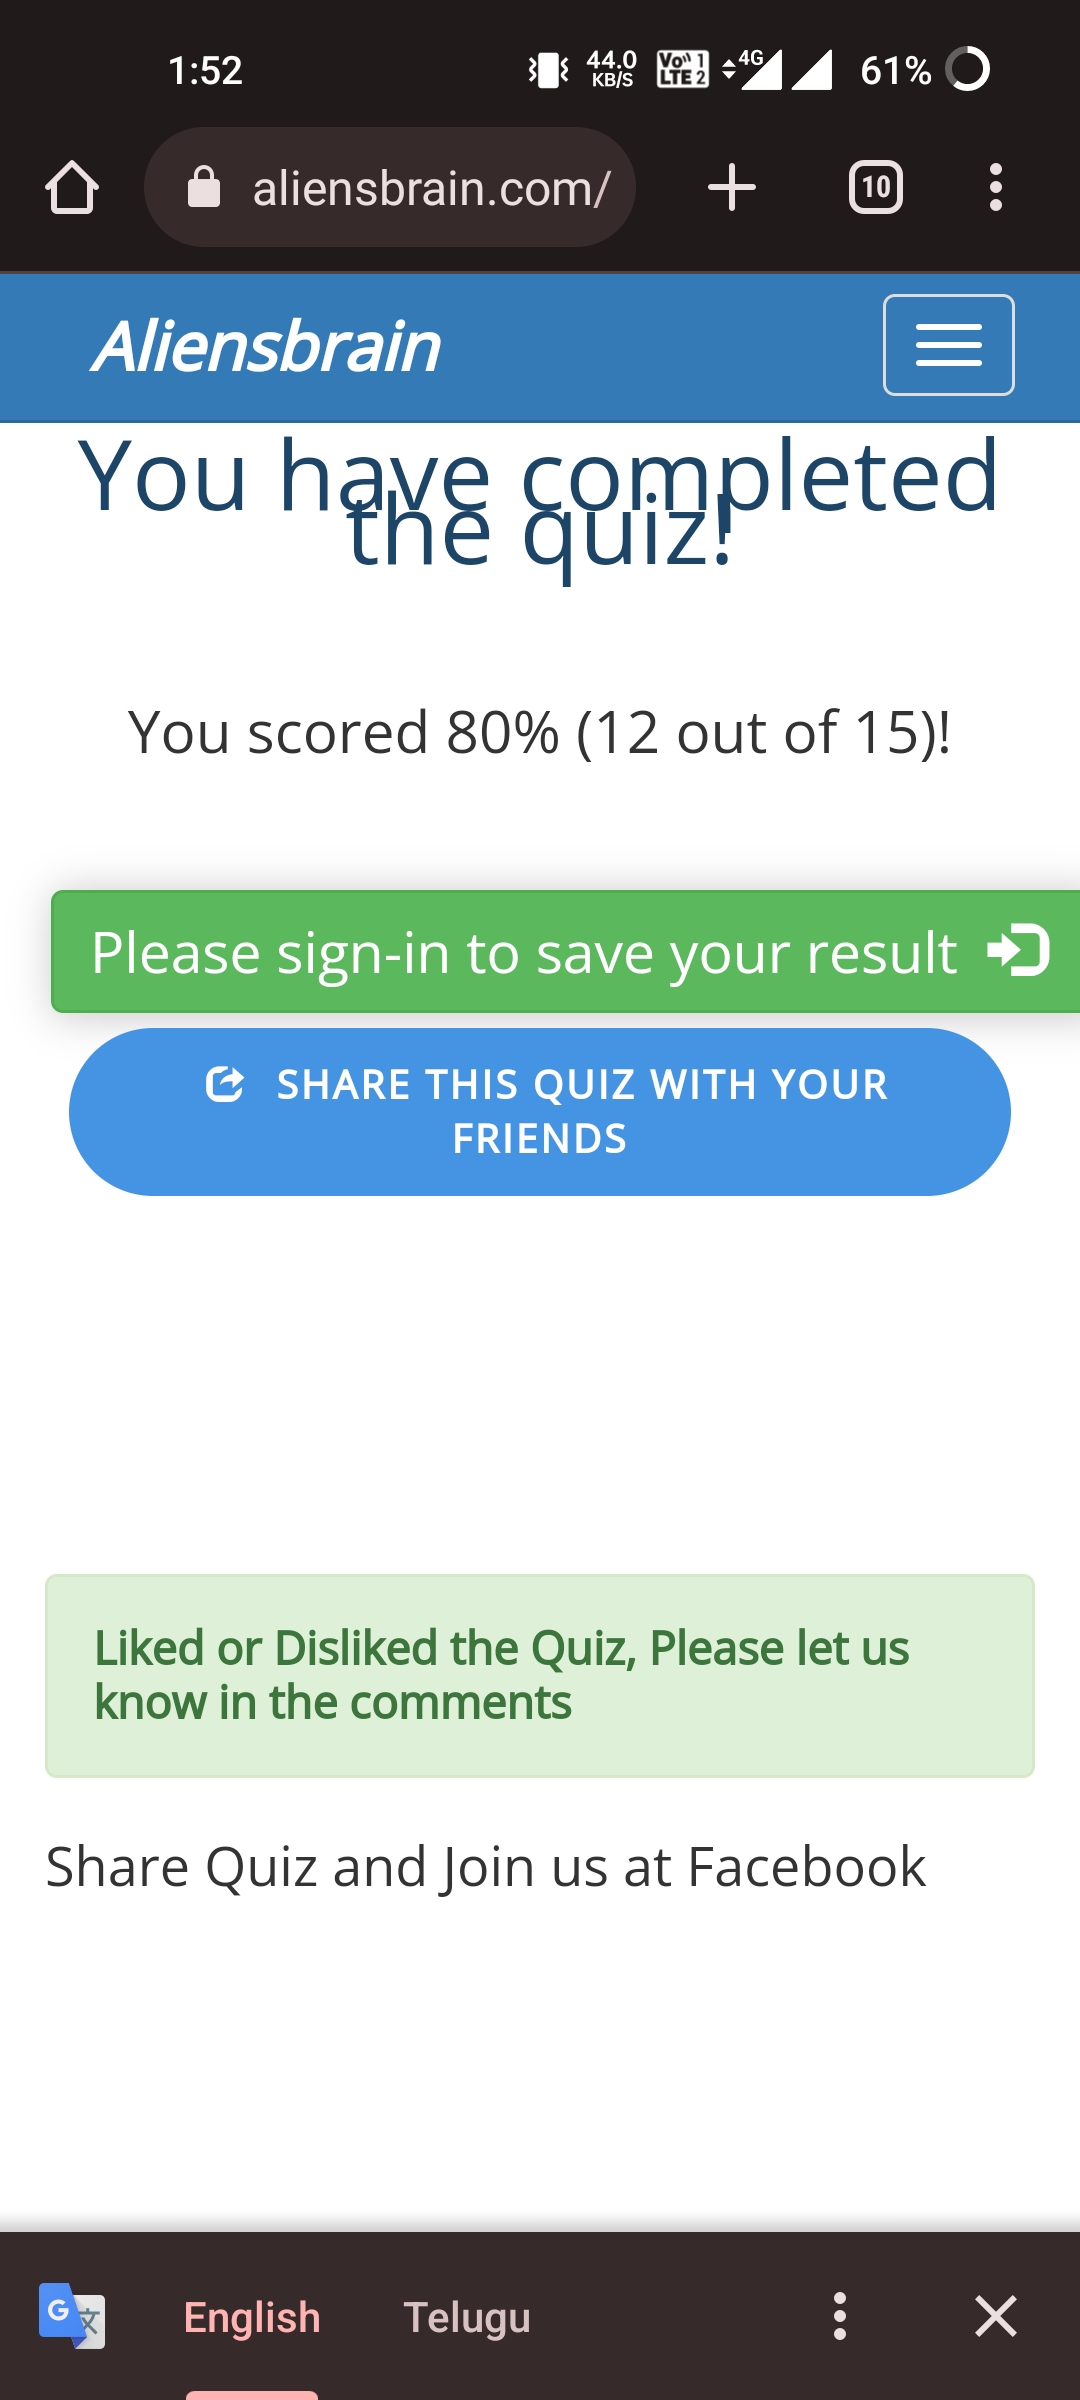 1:52
44.0
KB/S
Vo)) 1
LTE 2
4G
61%
aliensbrain.com/
10
Aliensbrain
You have completed
the quiz!
You scored 80% (12 out of 15)!
Please sign-in to save your result
SHARE THIS QUIZ WITH YOUR
FRIENDS
Liked or Disliked the Quiz, Please let us
know in the comments
Share Quiz and Join us at Facebook
G 文
English
Telugu